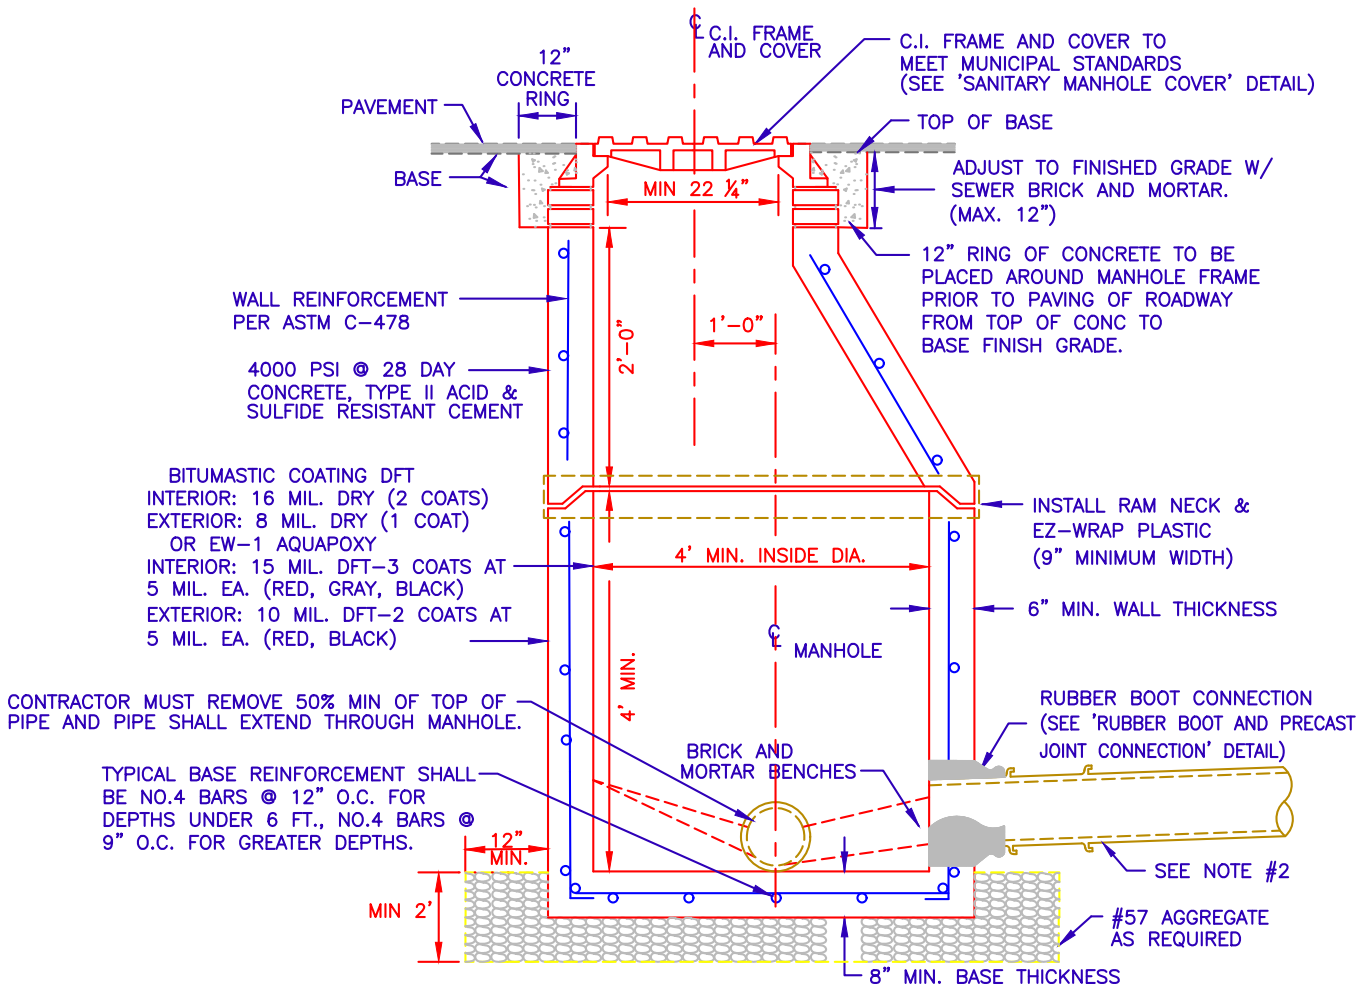 ℄ C.I. FRAME
AND COVER
C.I. FRAME AND COVER TO
MEET MUNICIPAL STANDARDS
(SEE 'SANITARY MANHOLE COVER' DETAIL)
12"
CONCRETE
RING
PAVEMENT
TOP OF BASE
BASE
ADJUST TO FINISHED GRADE W/
SEWER BRICK AND MORTAR.
(MAX. 12")
MIN 22 ¼"
12" RING OF CONCRETE TO BE
PLACED AROUND MANHOLE FRAME
PRIOR TO PAVING OF ROADWAY
FROM TOP OF CONC TO
BASE FINISH GRADE.
WALL REINFORCEMENT
PER ASTM C-478
1'-0"
2'-0"
4000 PSI @ 28 DAY
CONCRETE, TYPE II ACID &
SULFIDE RESISTANT CEMENT
BITUMASTIC COATING DFT
INTERIOR: 16 MIL. DRY (2 COATS)
EXTERIOR: 8 MIL. DRY (1 COAT)
OR EW-1 AQUAPOXY
INTERIOR: 15 MIL. DFT-3 COATS AT
5 MIL. EA. (RED, GRAY, BLACK)
EXTERIOR: 10 MIL. DFT-2 COATS AT
5 MIL. EA. (RED, BLACK)
INSTALL RAM NECK &
EZ-WRAP PLASTIC
(9" MINIMUM WIDTH)
4' MIN. INSIDE DIA.
6" MIN. WALL THICKNESS
℄ MANHOLE
4' MIN.
CONTRACTOR MUST REMOVE 50% MIN OF TOP OF
PIPE AND PIPE SHALL EXTEND THROUGH MANHOLE.
RUBBER BOOT CONNECTION
(SEE 'RUBBER BOOT AND PRECAST
JOINT CONNECTION' DETAIL)
BRICK AND
MORTAR BENCHES
TYPICAL BASE REINFORCEMENT SHALL
BE NO.4 BARS @ 12" O.C. FOR
DEPTHS UNDER 6 FT., NO.4 BARS @
9" O.C. FOR GREATER DEPTHS.
12"
MIN.
SEE NOTE #2
MIN 2'
#57 AGGREGATE
AS REQUIRED
8" MIN. BASE THICKNESS